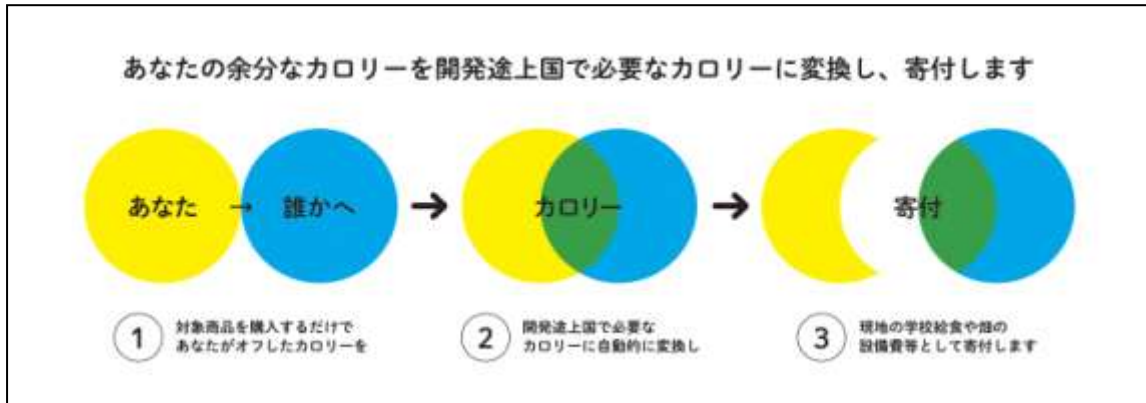 あなたの余分なカロリーを開発途上国で必要なカロリーに変換し、寄付します
あなた → 誰かへ ➔ カロリー ➔ 寄付
1 対象商品を購入するだけで
あなたがオフしたカロリーを
2 開発途上国で必要な
カロリーに自動的に変換し
3 現地の学校給食や畑の
設備費等として寄付します